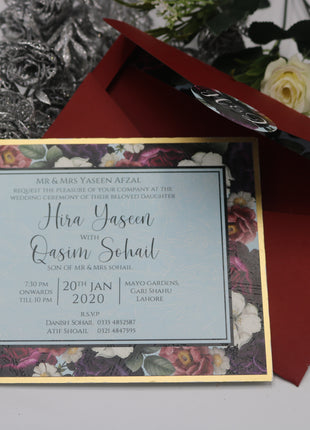 Mr & Mrs Yaseen Afzal
request the pleasure of your company at the
wedding ceremony of their beloved daughter
Hira Yaseen
with
Qasim Sohail
son of Mr & Mrs Sohail
7:30 PM
onwards
till 10 PM
20TH JAN
2020
Mayo Gardens,
Gari Shahu
Lahore
R.S.V.P
Danish Sohail 0335 4852587
Atif Shoail 0321 4847595